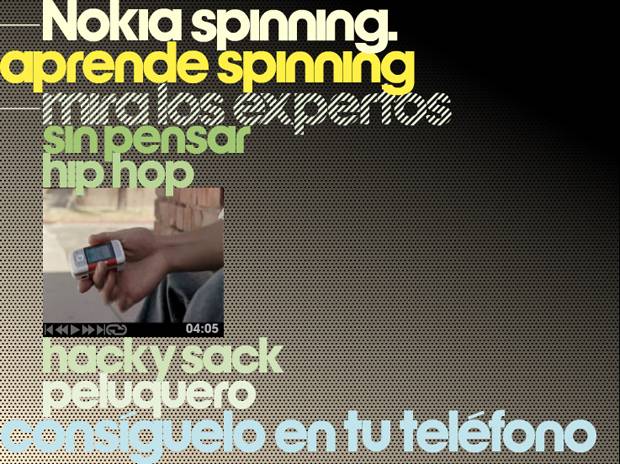 Nokia spinning.
aprende spinning
mira los expertos
sin pensar
hip hop
04:05
hacky sack
peluquero
consíguelo en tu teléfono